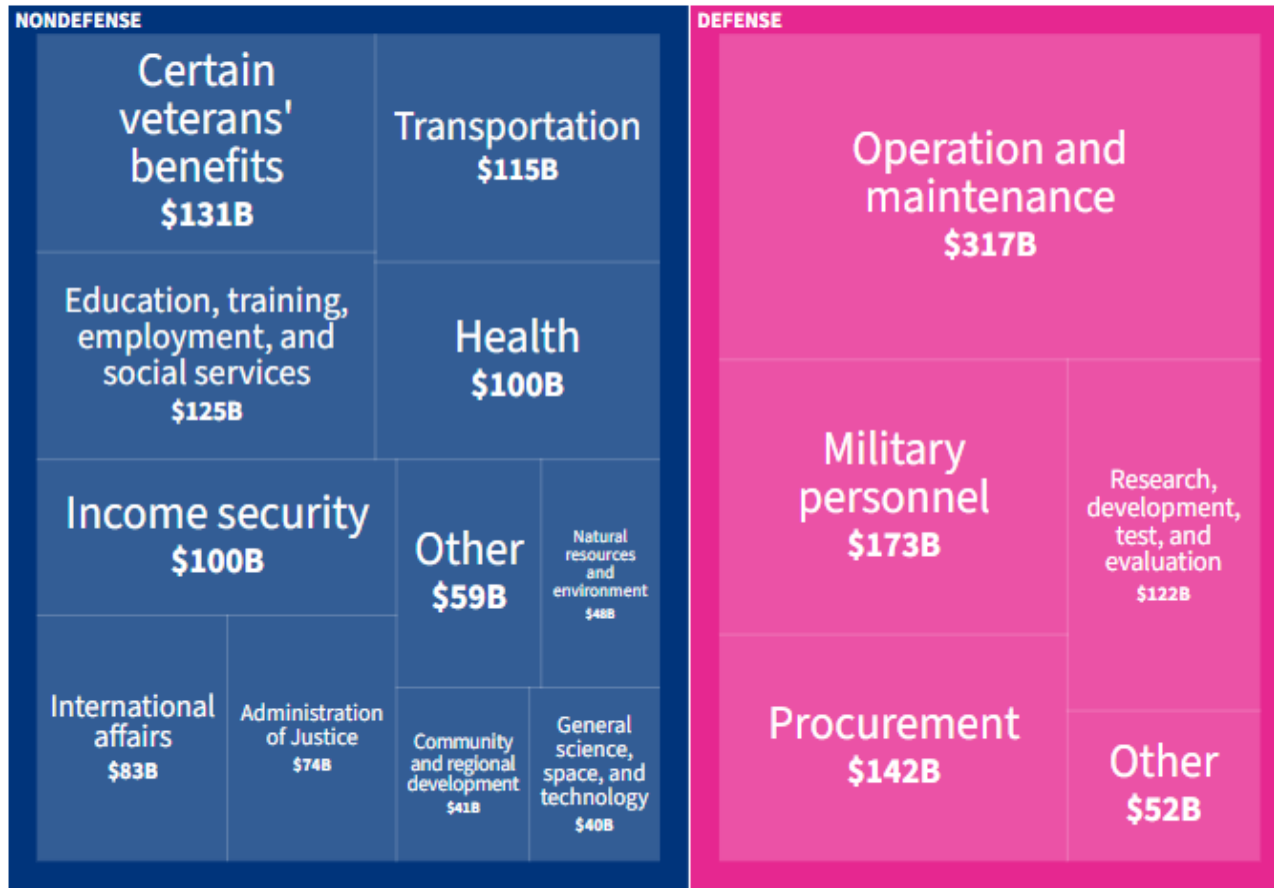 NONDEFENSE
Certain
veterans'
benefits
$131B
Transportation
$115B
Education, training,
employment, and
social services
$125B
Health
$100B
Income security
$100B
Other
$59B
Natural
resources
and
environment
$48B
International
affairs
$83B
Administration
of Justice
$74B
Community
and regional
development
$41B
General
science,
space, and
technology
$40B
DEFENSE
Operation and
maintenance
$317B
Military
personnel
$173B
Research,
development,
test, and
evaluation
$122B
Procurement
$142B
Other
$52B